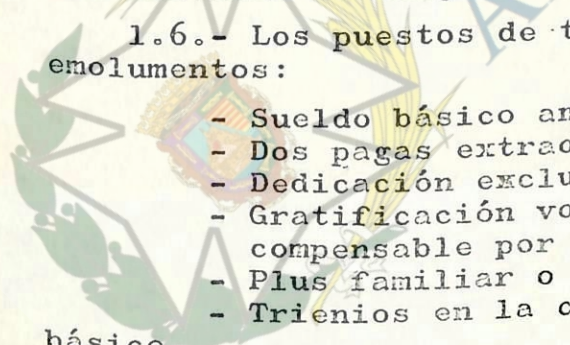 1.6.- Los puestos de t
emolumentos:
- Sueldo básico an
- Dos pagas extrao
- Dedicación exclu
- Gratificación vo
compensable por
- Plus familiar o
- Trienios en la c
básico